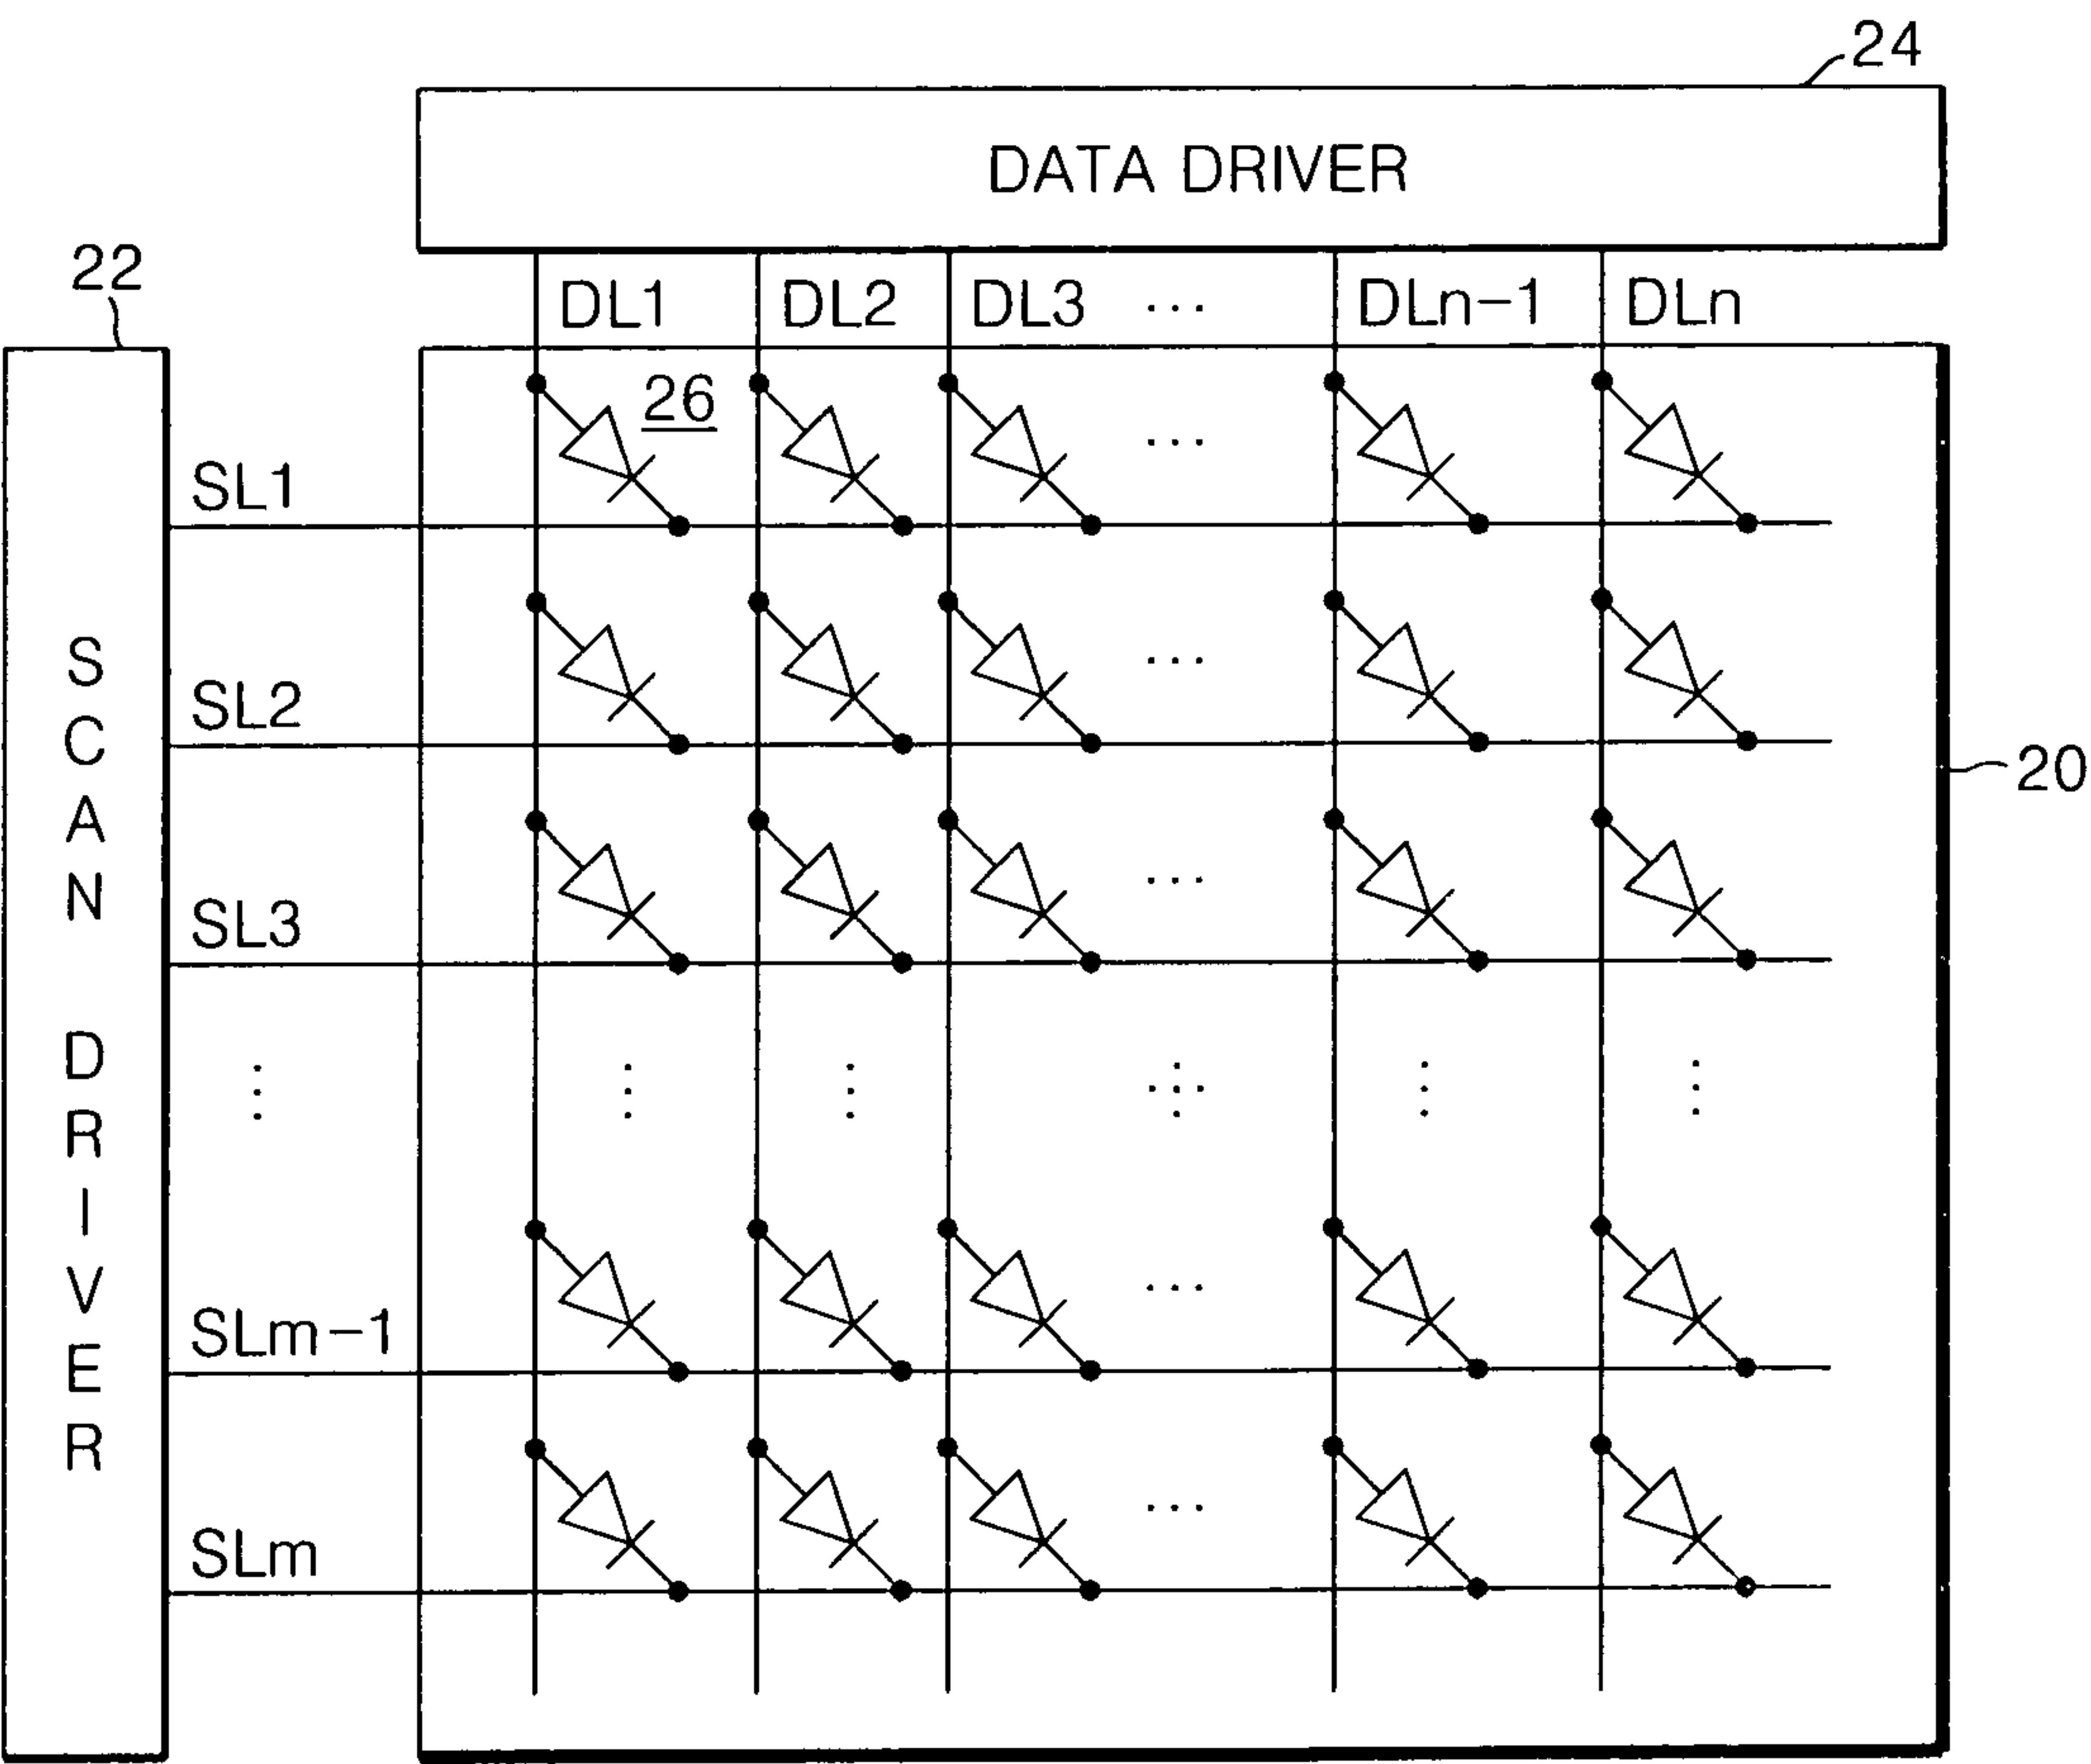 24
DATA DRIVER
22
DL1 DL2 DL3 ... DLn-1 DLn
26
...
SL1
SCAN DRIVER
...
SL2
20
...
SL3
...
SLm-1
...
SLm